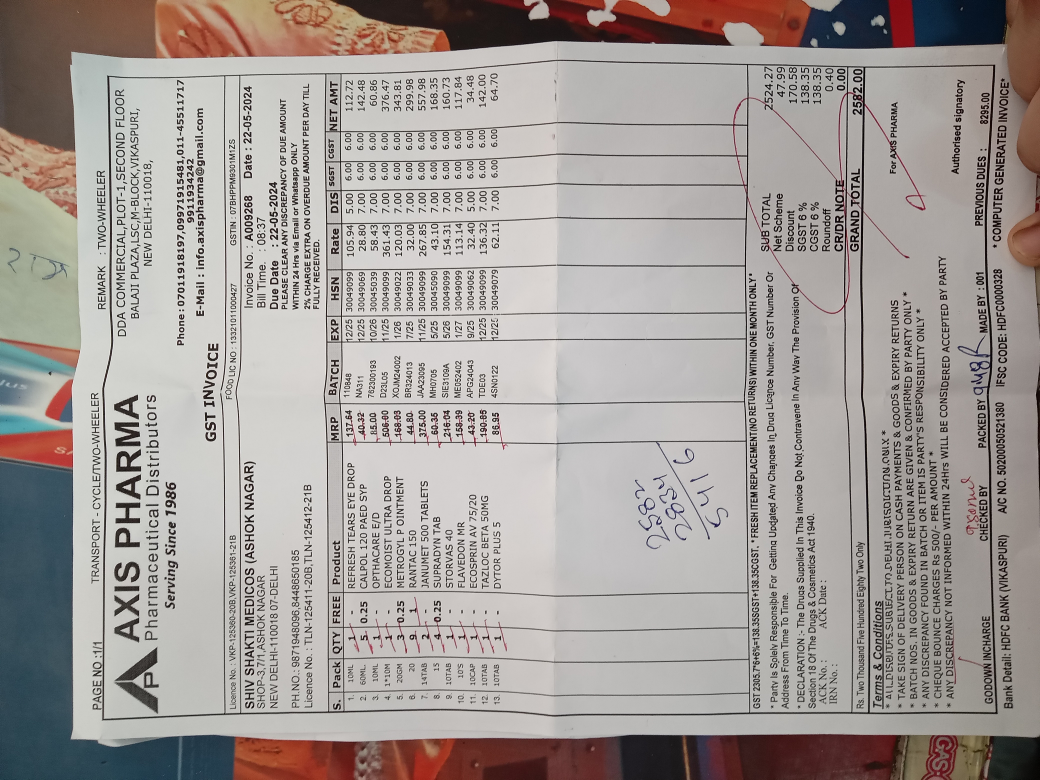 PAGE NO :1/1 TRANSPORT - CYCLE/TWO-WHEELER REMARK : TWO-WHEELER
AXIS PHARMA
Pharmaceutical Distributors
Serving Since 1986
DDA COMMERCIAL,PLOT-1,SECOND FLOOR
BALAJI PLAZA,LSC,M-BLOCK,VIKASPURI,
NEW DELHI-110018,
Phone : 07011918197,09971915481,011-45511717
9911934242
E-Mail : info.axispharma@gmail.com
GST INVOICE
Licence No. : VKP-125360-20B,VKP-125361-21B FOOD LIC NO : 13321011000427 GSTIN : 07BHPPM9301M1ZS
SHIV SHAKTI MEDICOS (ASHOK NAGAR)
SHOP-3,7/1,ASHOK NAGAR
NEW DELHI-110018 07-DELHI
PH.NO.: 9871948096,8448650185
Licence No. : TLN-125411-20B,TLN-125412-21B
Invoice No. : A009268 Date : 22-05-2024
Bill Time. : 08:37
Due Date : 22-05-2024
PLEASE CLEAR ANY DISCREPANCY OF DUE AMOUNT
WITHIN 24 Hrs via Email or Whatsapp ONLY
2% CHARGE EXTRA ON OVERDUE AMOUNT PER DAY TILL
FULLY RECEIVED.
S. Pack QTY FREE Product MRP BATCH EXP HSN Rate DIS SGST CGST NET AMT
1. 10ML 1 - REFRESH TEARS EYE DROP 137.64 110848 12/25 30049099 105.94 5.00 6.00 6.00 112.72
2. 60ML 5 0.25 CALPOL 120 PAED SYP 40.32 NA311 12/25 30049069 28.80 7.00 6.00 6.00 142.48
3. 10ML 1 - OPTHACARE E/D 85.00 762300193 10/26 30045039 58.43 7.00 6.00 6.00 60.86
4. 1*10M 1 - ECOMOIST ULTRA DROP 506.00 D23L05 11/25 30049099 361.43 7.00 6.00 6.00 376.47
5. 20GM 3 0.25 METROGYL P OINTMENT 168.03 XOJM24002 1/26 30049022 120.03 7.00 6.00 6.00 343.81
6. 20 9 1 RANTAC 150 44.80 BR324013 7/25 30049033 32.00 7.00 6.00 6.00 299.98
7. 14TAB 2 - JANUMET 500 TABLETS 375.00 JAA23095 11/25 30049099 267.85 7.00 6.00 6.00 557.98
8. 15 4 0.25 SUPRADYN TAB 60.35 MH0705 5/25 30045090 43.10 7.00 6.00 6.00 168.35
9. 10TAB 1 - STORVAS 40 216.04 SIE3109A 5/26 30049099 154.31 7.00 6.00 6.00 160.73
10. 10'S 1 - FLAVEDON MR 158.39 ME052402 1/27 30049099 113.14 7.00 6.00 6.00 117.84
11. 10CAP 1 - ECOSPRIN AV 75/20 43.20 APG24043 9/25 30049062 32.40 5.00 6.00 6.00 34.48
12. 10TAB 1 - TAZLOC BETA 50MG 190.86 TDE03 12/25 30049099 136.32 7.00 6.00 6.00 142.00
13. 10TAB 1 - DYTOR PLUS 5 86.95 4SN0122 12/25 30049079 62.11 7.00 6.00 6.00 64.70
2582
2834
5416
GST 2305.7*6+6%=138.35SGST+138.35CGST, * FRESH ITEM REPLACEMENT(NO RETURNS) WITHIN ONE MONTH ONLY*
* Party Is Solely Responsible For Getting Updated Any Changes In Drug Licence Number, GST Number Or
Address From Time To Time.
* DECLARATION :- The Drugs Supplied In This Invoice Do Not Contravene In Any Way The Provision Of
Section 18 Of The Drugs & Cosmetics Act 1940.
ACK No. : ACK Date :
IRN No. :
SUB TOTAL 2524.27
Net Scheme 47.99
Discount 170.58
SGST 6 % 138.35
CGST 6 % 138.35
Roundoff 0.40
CR/DR NOTE 0.00
GRAND TOTAL 2582.00
Rs. Two Thousand Five Hundred Eighty Two Only
Terms & Conditions
* ALL DISPUTES SUBJECT TO DELHI JURISDICTION ONLY *
* TAKE SIGN OF DELIVERY PERSON ON CASH PAYMENTS & GOODS & EXPIRY RETURNS
* BATCH NOS. IN GOODS & EXPIRY RETURN ARE GIVEN & CONFIRMED BY PARTY ONLY *
* ANY DISCREPANCY FOUND IN BATCH OR ITEM IS PARTY'S RESPONSIBILITY ONLY *
* CHEQUE BOUNCE CHARGES Rs 500/- PER AMOUNT *
* ANY DISCREPANCY NOT INFORMED WITHIN 24Hrs WILL BE CONSIDERED ACCEPTED BY PARTY
For AXIS PHARMA
Authorised signatory
GODOWN INCHARGE CHECKED BY PACKED BY MADE BY : 001 PREVIOUS DUES : 8295.00
Bank Detail: HDFC BANK (VIKASPURI) A/C NO. 50200050521380 IFSC CODE: HDFC0000328 * COMPUTER GENERATED INVOICE*